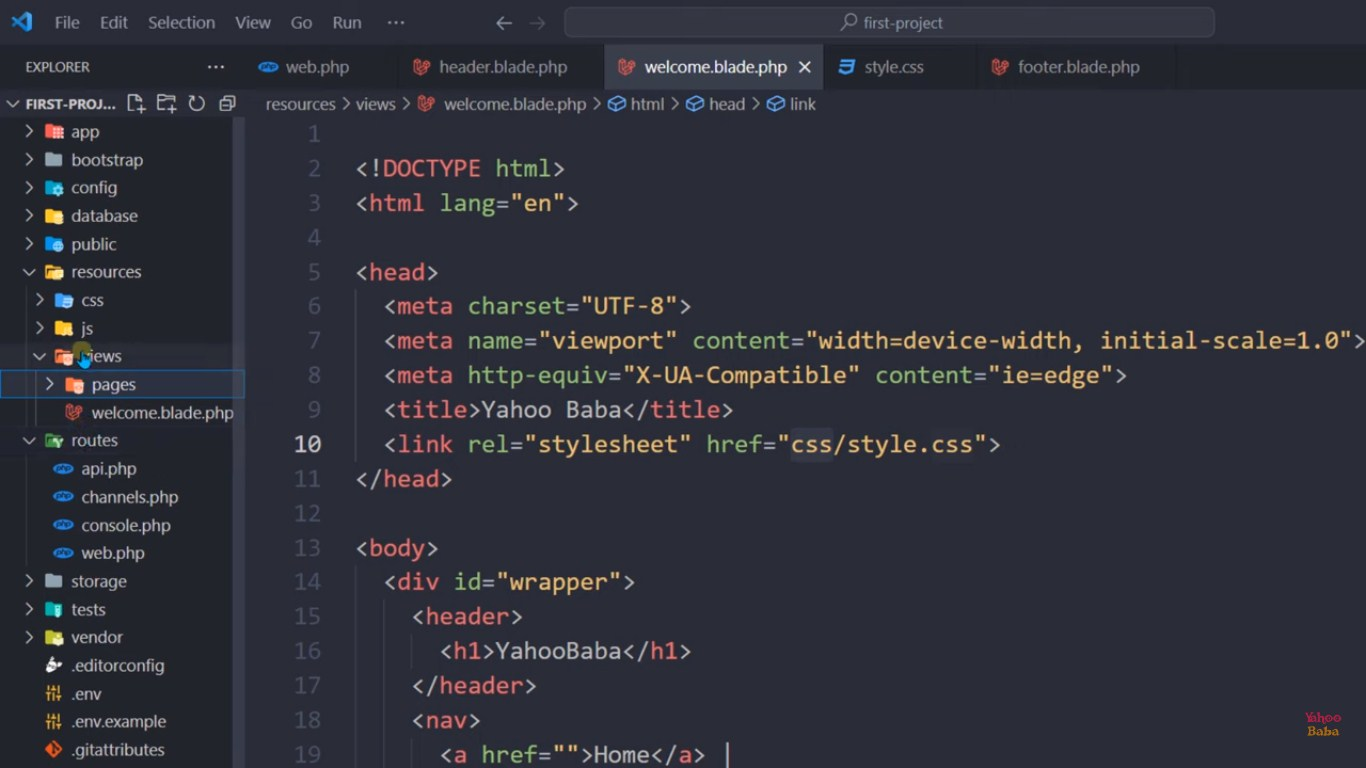 File Edit Selection View Go Run ··· first-project
EXPLORER ··· web.php header.blade.php welcome.blade.php style.css footer.blade.php
FIRST-PROJ...
resources > views > welcome.blade.php > html > head > link
app
bootstrap
config
database
public
resources
css
js
views
pages
welcome.blade.php
routes
api.php
channels.php
console.php
web.php
storage
tests
vendor
.editorconfig
.env
.env.example
.gitattributes
1
2 <!DOCTYPE html>
3 <html lang="en">
4
5 <head>
6 <meta charset="UTF-8">
7 <meta name="viewport" content="width=device-width, initial-scale=1.0">
8 <meta http-equiv="X-UA-Compatible" content="ie=edge">
9 <title>Yahoo Baba</title>
10 <link rel="stylesheet" href="css/style.css">
11 </head>
12
13 <body>
14 <div id="wrapper">
15 <header>
16 <h1>YahooBaba</h1>
17 </header>
18 <nav>
19 <a href="">Home</a> |
Yahoo
Baba